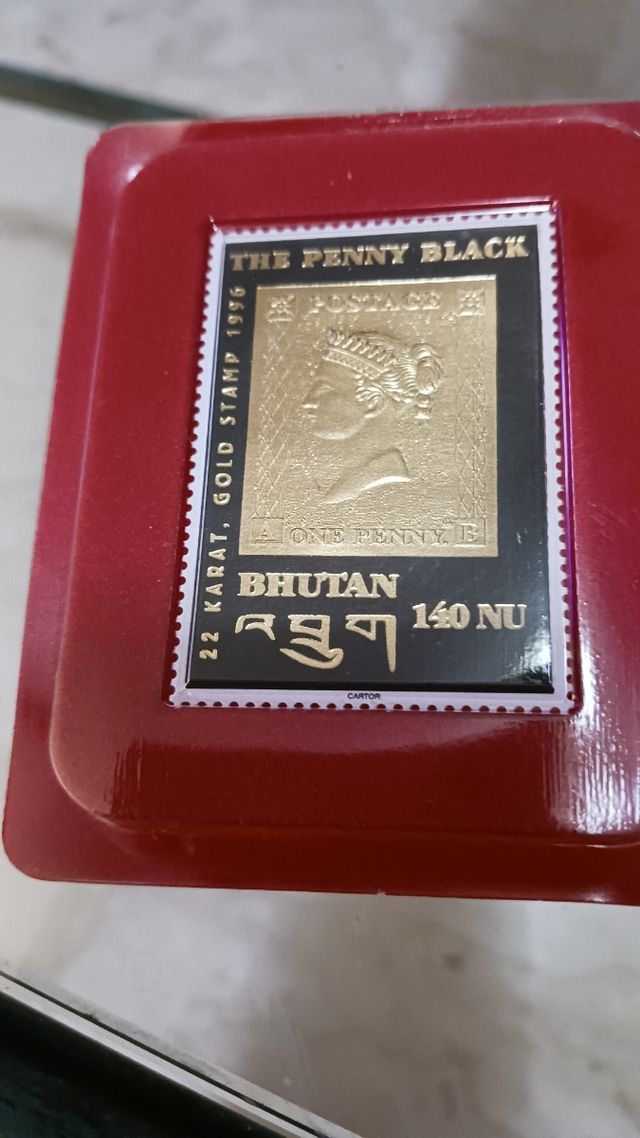 THE PENNY BLACK
22 KARAT, GOLD STAMP 1996
POSTAGE
A ONE PENNY. B
BHUTAN
འབྲུག
140 NU
CARTOR